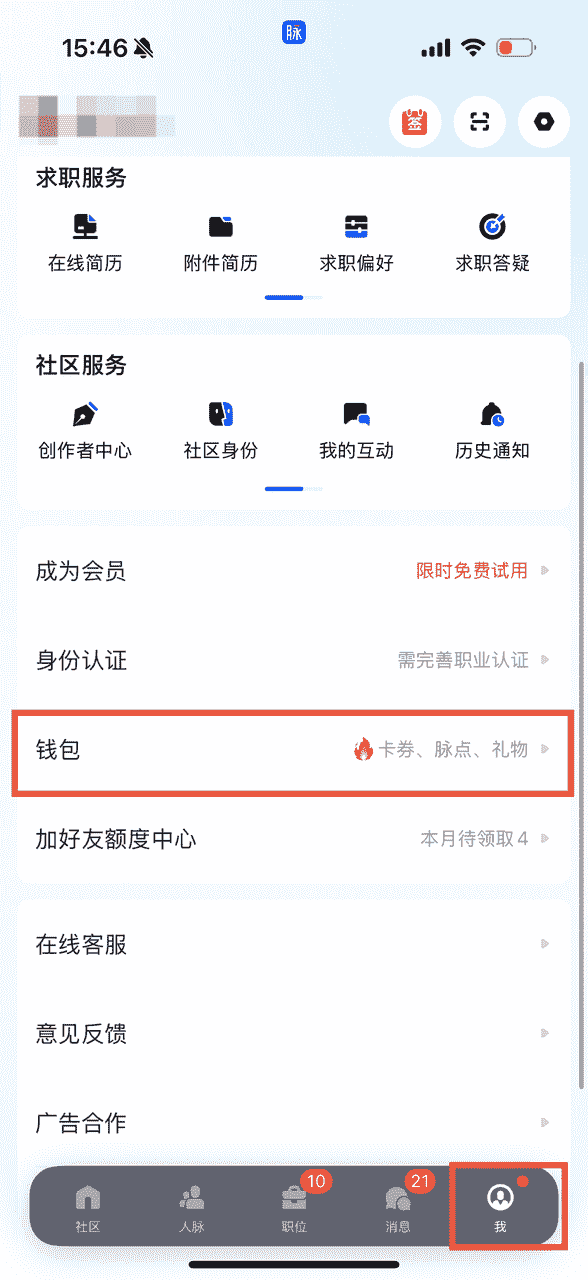 15:46
脉
签
求职服务
在线简历 附件简历 求职偏好 求职答疑
社区服务
创作者中心 社区身份 我的互动 历史通知
成为会员 限时免费试用
身份认证 需完善职业认证
钱包 卡券、脉点、礼物
加好友额度中心 本月待领取4
在线客服
意见反馈
广告合作
10 21
社区 人脉 职位 消息 我